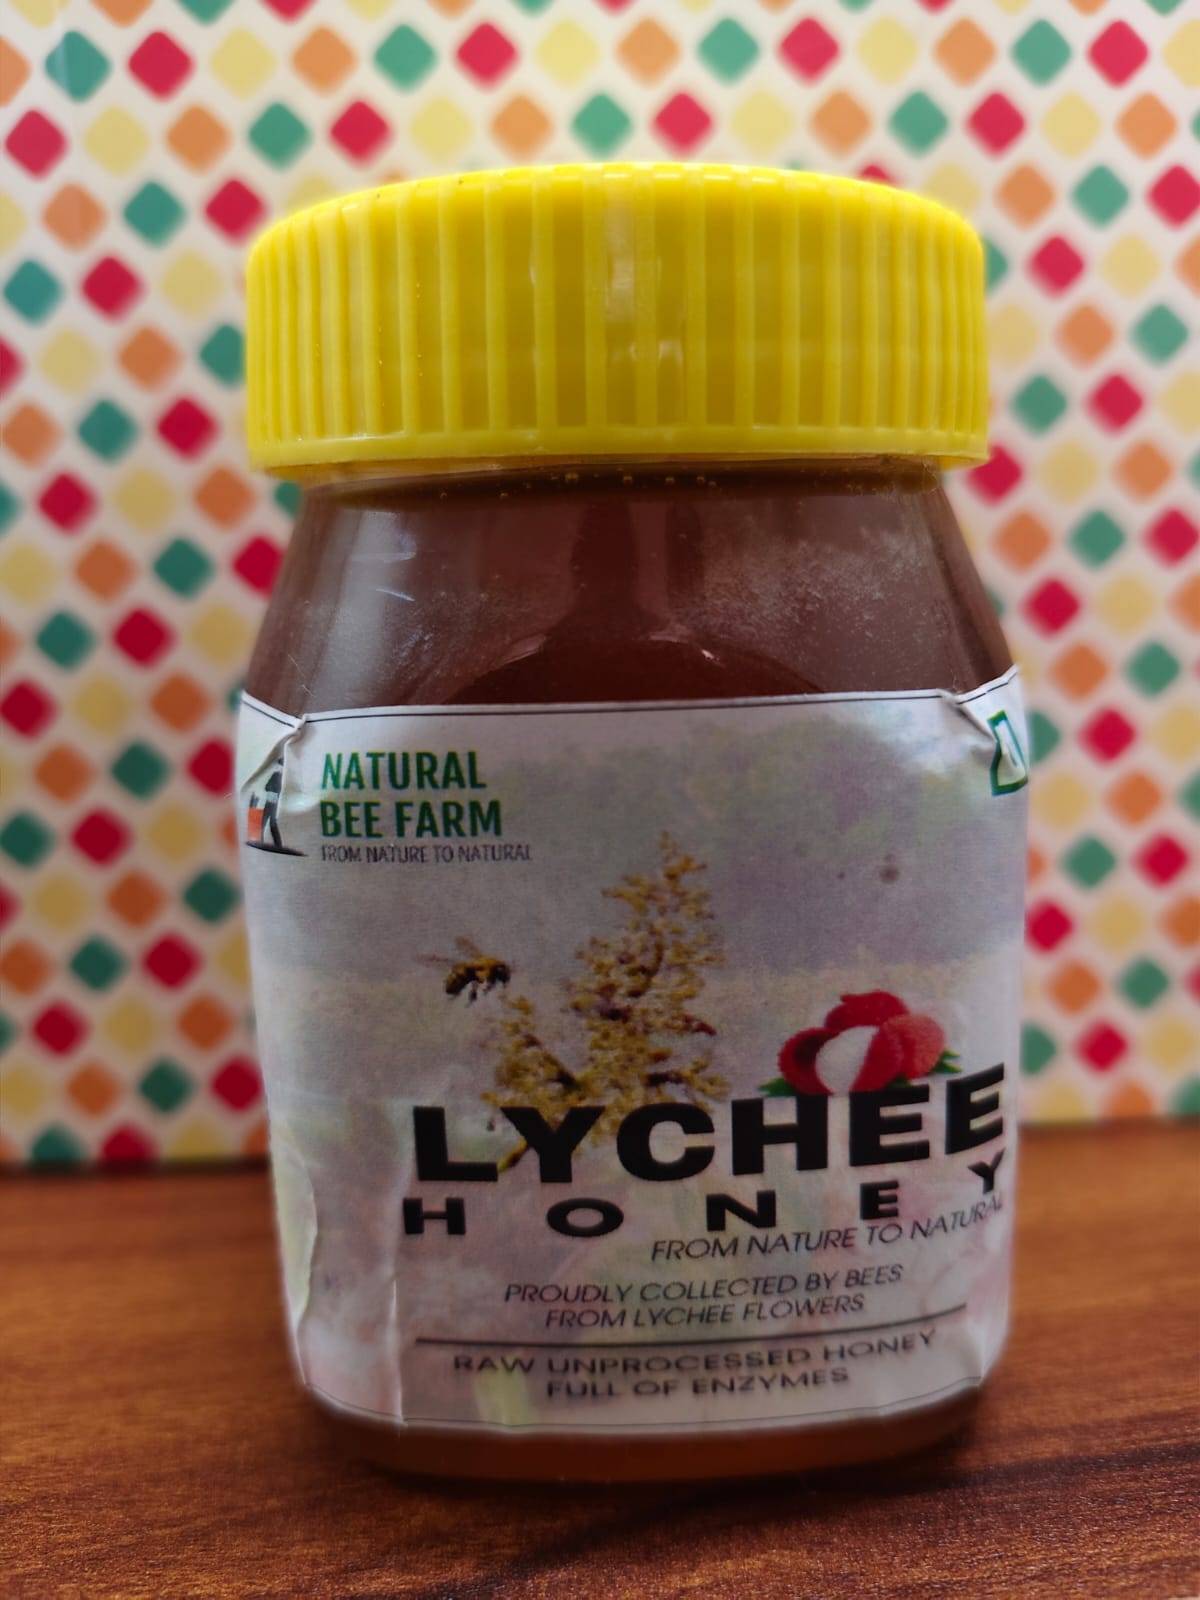 NATURAL
BEE FARM
FROM NATURE TO NATURAL
LYCHEE
HONEY
FROM NATURE TO NATURAL
PROUDLY COLLECTED BY BEES
FROM LYCHEE FLOWERS
RAW UNPROCESSED HONEY
FULL OF ENZYMES